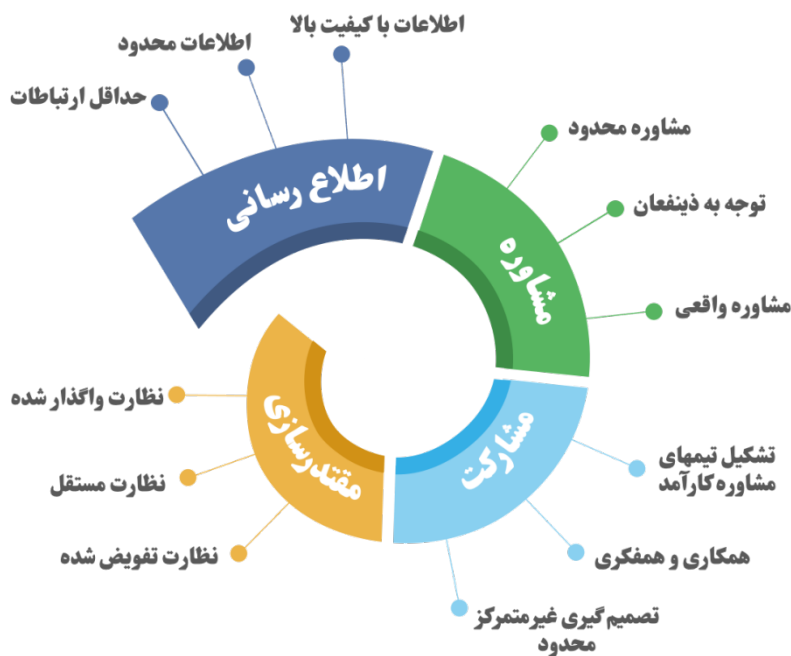 اطلاعات با کیفیت بالا
اطلاعات محدود
حداقل ارتباطات
اطلاع رسانی
مشاوره محدود
توجه به ذینفعان
مشاوره واقعی
مشاوره
تشکیل تیمهای
مشاوره کارآمد
همکاری و همفکری
تصمیم گیری غیرمتمرکز
محدود
مشارکت
نظارت تفویض شده
نظارت مستقل
نظارت واگذار شده
مقتدرسازی